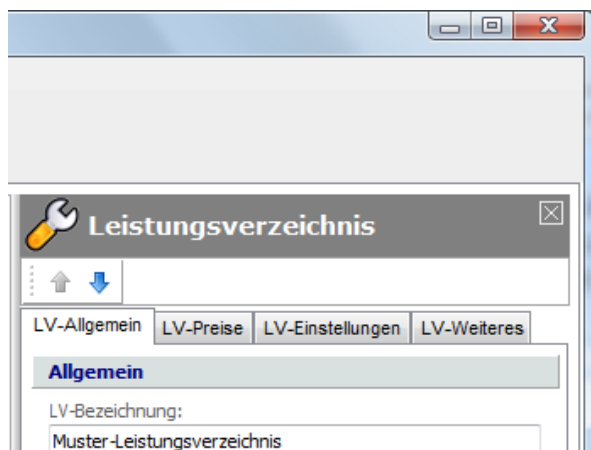 Leistungsverzeichnis
LV-Allgemein LV-Preise LV-Einstellungen LV-Weiteres
Allgemein
LV-Bezeichnung:
Muster-Leistungsverzeichnis